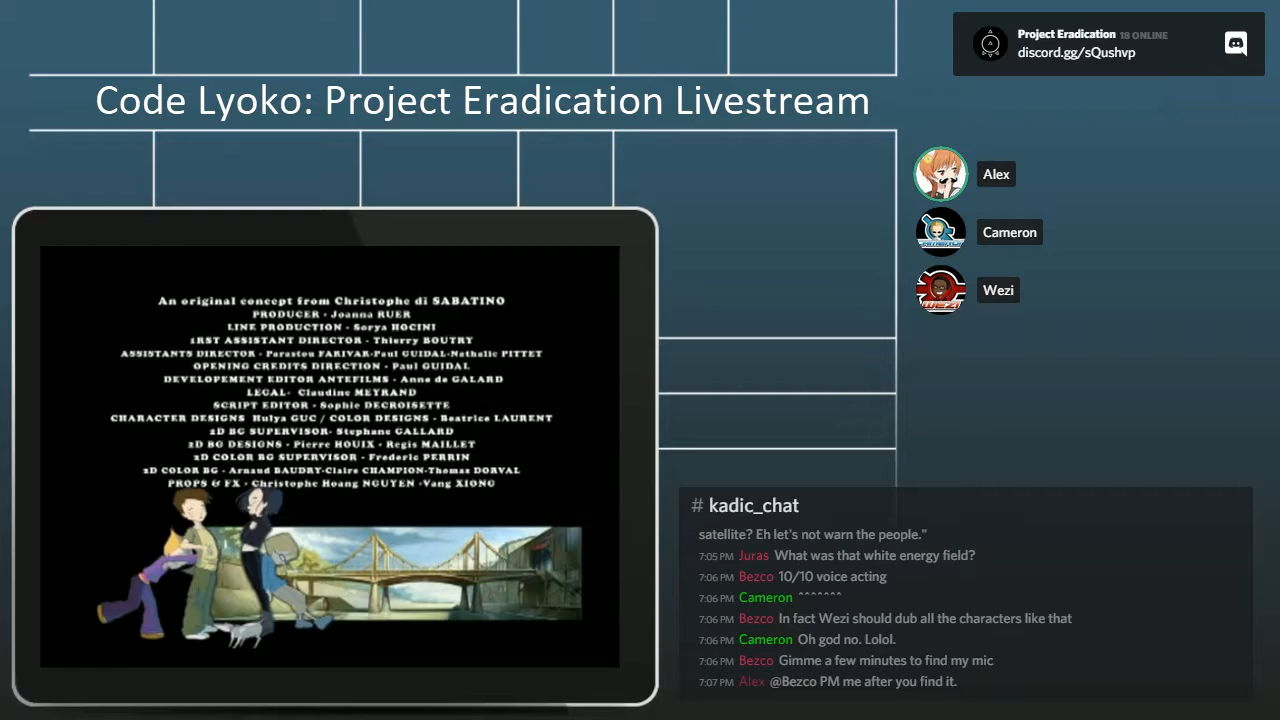 Project Eradication 18 ONLINE
discord.gg/sQushvp
Code Lyoko: Project Eradication Livestream
Alex
Cameron
Wezi
An original concept from Christophe di SABATINO
PRODUCER - Joanna RUER
LINE PRODUCTION - Sorya HOCINI
1RST ASSISTANT DIRECTOR - Thierry BOUTRY
ASSISTANTS DIRECTOR - Parastou FARIVAR-Paul GUIDAL-Nathalie PITTET
OPENING CREDITS DIRECTION - Paul GUIDAL
DEVELOPEMENT EDITOR ANTEFILMS - Anne de GALARD
LEGAL- Claudine MEYRAND
SCRIPT EDITOR - Sophie DECROISETTE
CHARACTER DESIGNS Hulya GUC / COLOR DESIGNS - Beatrice LAURENT
2D BG SUPERVISOR- Stephane GALLARD
2D BG DESIGNS - Pierre HOUIX - Regis MAILLET
2D COLOR BG SUPERVISOR - Frederic PERRIN
2D COLOR BG - Arnaud BAUDRY-Claire CHAMPION-Thomas DORVAL
PROPS & FX - Christophe Hoang NGUYEN -Vang XIONG
# kadic_chat
satellite? Eh let's not warn the people."
7:05 PM Juras What was that white energy field?
7:06 PM Bezco 10/10 voice acting
7:06 PM Cameron ^^^^^^^
7:06 PM Bezco In fact Wezi should dub all the characters like that
7:06 PM Cameron Oh god no. Lolol.
7:06 PM Bezco Gimme a few minutes to find my mic
7:07 PM Alex @Bezco PM me after you find it.